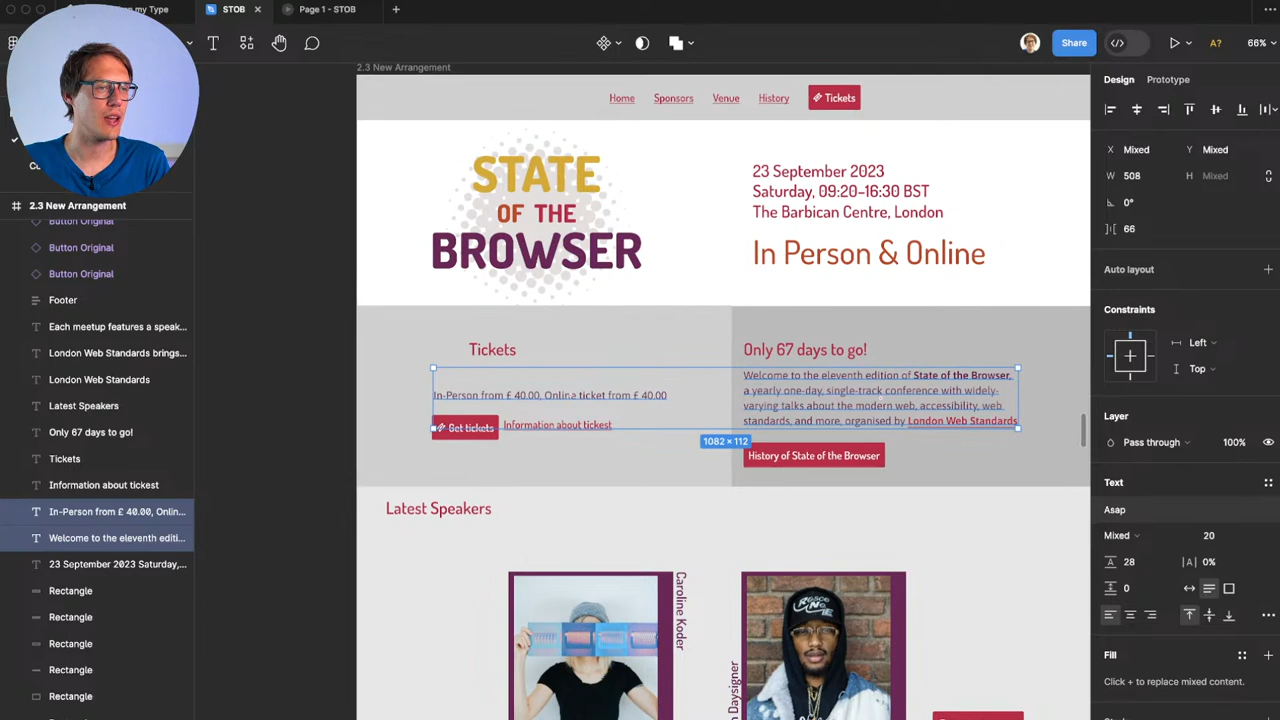 my Type
STOB
Page 1 - STOB
Share
A?
66%
2.3 New Arrangement
Design
Prototype
Home
Sponsors
Venue
History
Tickets
X Mixed
Y Mixed
W 508
H Mixed
0°
66
STATE
OF THE
BROWSER
23 September 2023
Saturday, 09:20–16:30 BST
The Barbican Centre, London
In Person & Online
2.3 New Arrangement
Button Original
Button Original
Button Original
Footer
Each meetup features a speak...
London Web Standards brings...
London Web Standards
Latest Speakers
Only 67 days to go!
Tickets
Information about tickest
In-Person from £ 40.00, Onlin...
Welcome to the eleventh editi...
23 September 2023 Saturday,...
Rectangle
Rectangle
Rectangle
Rectangle
Rectangle
Tickets
In-Person from £ 40.00, Online ticket from £ 40.00
Get tickets
Information about tickest
Only 67 days to go!
Welcome to the eleventh edition of State of the Browser,
a yearly one-day, single-track conference with widely-
varying talks about the modern web, accessibility, web
standards, and more, organised by London Web Standards
1082 × 112
History of State of the Browser
Latest Speakers
Caroline Koder
Daysigner
Auto layout
Constraints
Left
Top
Layer
Pass through
100%
Text
Asap
Mixed
20
28
0%
0
Fill
Click + to replace mixed content.